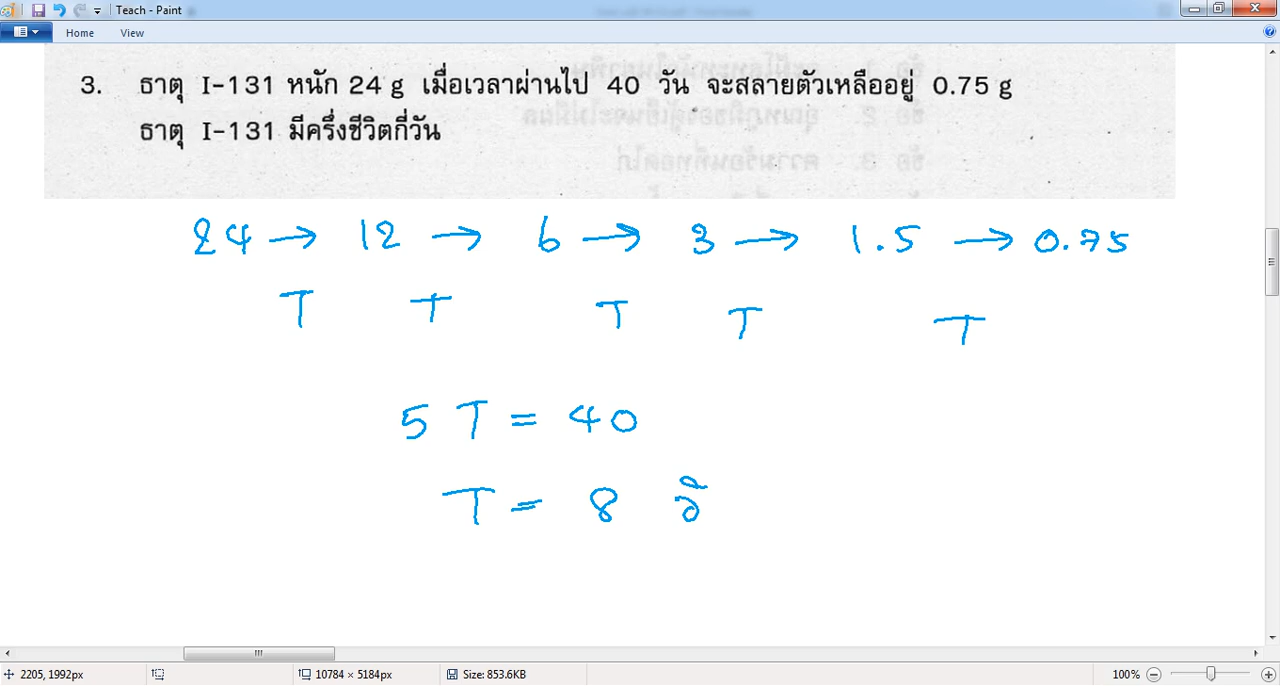 Teach - Paint
Home View
3. ธาตุ I-131 หนัก 24 g เมื่อเวลาผ่านไป 40 วัน จะสลายตัวเหลืออยู่ 0.75 g
ธาตุ I-131 มีครึ่งชีวิตกี่วัน
24 → 12 → 6 → 3 → 1.5 → 0.75
T T T T T
5 T = 40
T = 8 วั
2205, 1992px 10784 × 5184px Size: 853.6KB 100%